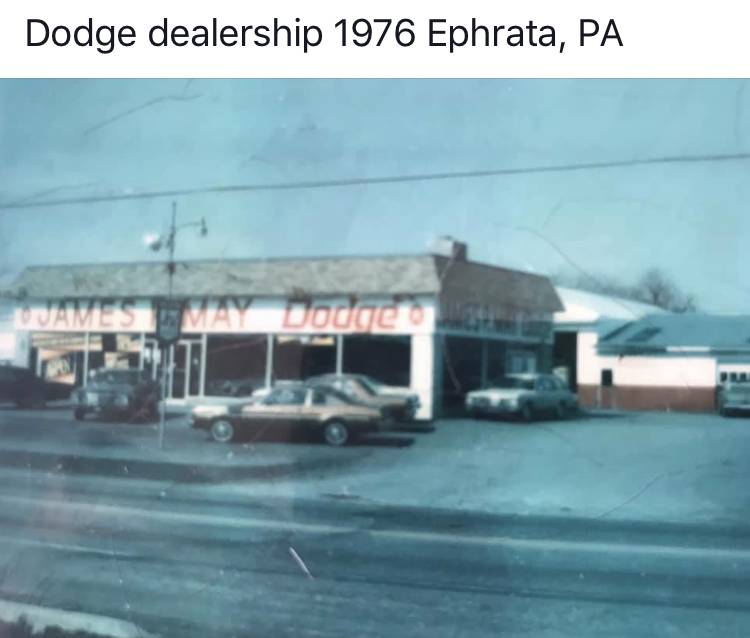 Dodge dealership 1976 Ephrata, PA
JAMES MAY Dodge